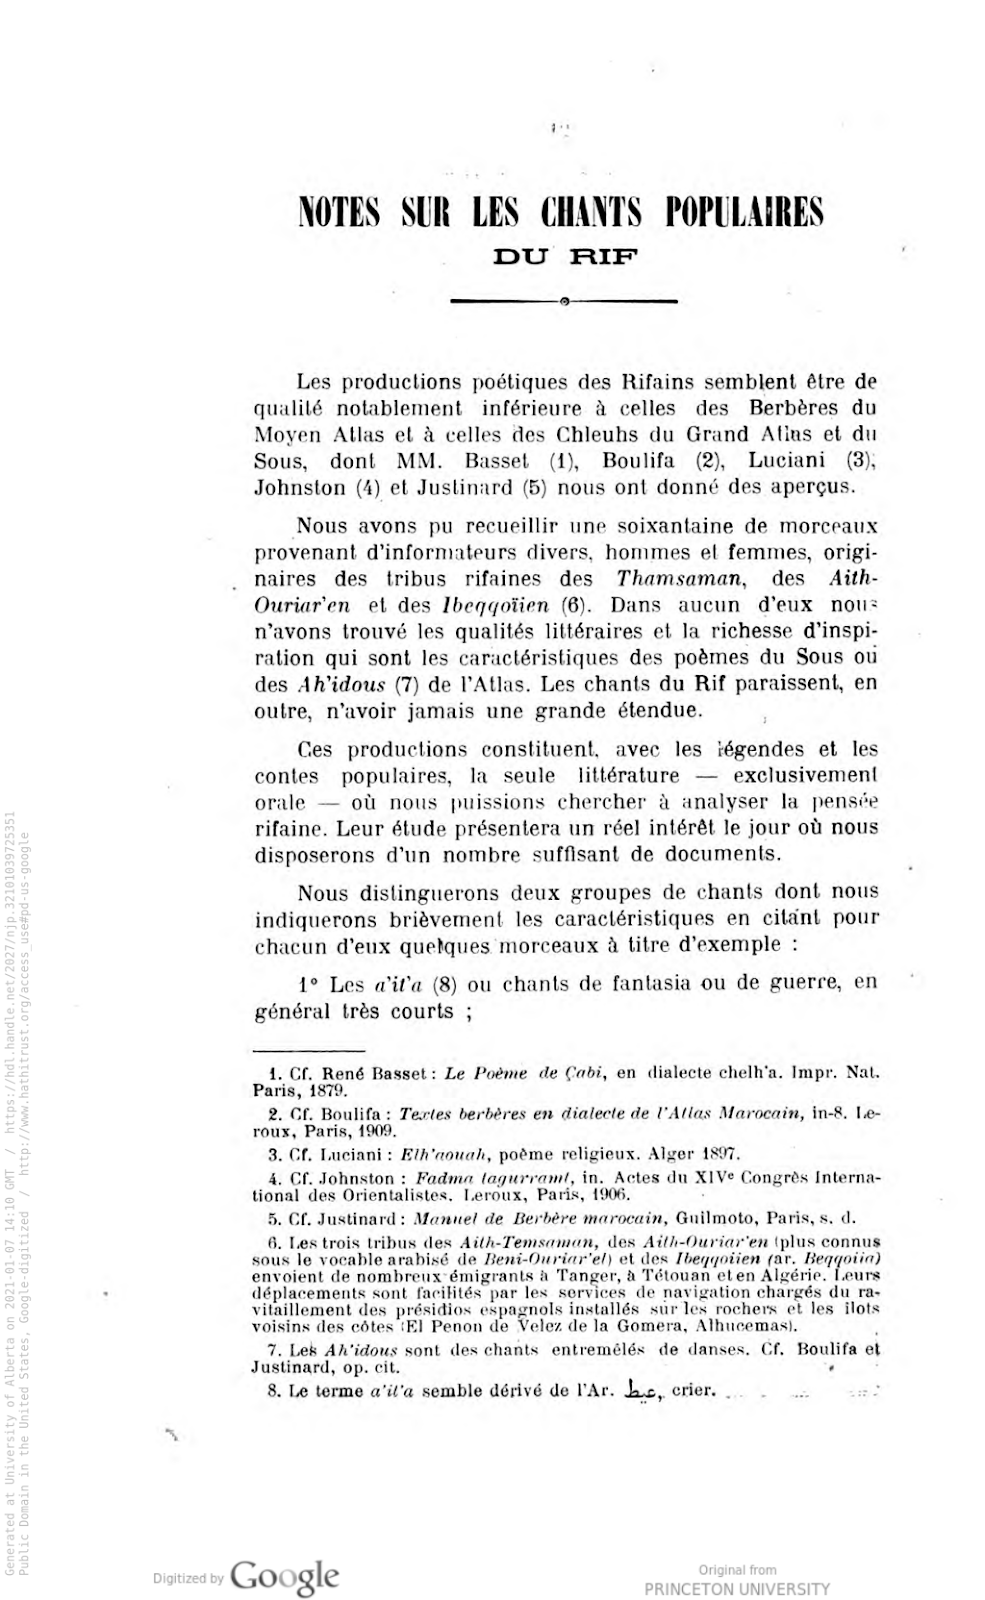 NOTES SUR LES CHANTS POPULAIRES
DU RIF
Les productions poétiques des Rifains semblent être de
qualité notablement inférieure à celles des Berbères du
Moyen Atlas et à celles des Chleuhs du Grand Atlas et du
Sous, dont MM. Basset (1), Boulifa (2), Luciani (3),
Johnston (4) et Justinard (5) nous ont donné des aperçus.
Nous avons pu recueillir une soixantaine de morceaux
provenant d'informateurs divers, hommes et femmes, origi-
naires des tribus rifaines des Thamsaman, des Aith-
Ouriar'en et des Ibeqqoïien (6). Dans aucun d'eux nous
n'avons trouvé les qualités littéraires et la richesse d'inspi-
ration qui sont les caractéristiques des poèmes du Sous ou
des Ah'idous (7) de l'Atlas. Les chants du Rif paraissent, en
outre, n'avoir jamais une grande étendue.
Ces productions constituent, avec les légendes et les
contes populaires, la seule littérature — exclusivement
orale — où nous puissions chercher à analyser la pensée
rifaine. Leur étude présentera un réel intérêt le jour où nous
disposerons d'un nombre suffisant de documents.
Nous distinguerons deux groupes de chants dont nous
indiquerons brièvement les caractéristiques en citant pour
chacun d'eux quelques morceaux à titre d'exemple :
1° Les a'it'a (8) ou chants de fantasia ou de guerre, en
général très courts ;
1. Cf. René Basset : Le Poème de Çabi, en dialecte chelh'a. Impr. Nat.
Paris, 1879.
2. Cf. Boulifa : Textes berbères en dialecte de l'Atlas Marocain, in-8. Le-
roux, Paris, 1909.
3. Cf. Luciani : Elh'aouah, poème religieux. Alger 1897.
4. Cf. Johnston : Fadma tagurramt, in. Actes du XIVe Congrès Interna-
tional des Orientalistes. Leroux, Paris, 1906.
5. Cf. Justinard : Manuel de Berbère marocain, Guilmoto, Paris, s. d.
6. Les trois tribus des Aith-Temsaman, des Aith-Ouriar'en (plus connus
sous le vocable arabisé de Beni-Ouriar'el) et des Ibeqqoïien (ar. Beqqoïia)
envoient de nombreux émigrants à Tanger, à Tétouan et en Algérie. Leurs
déplacements sont facilités par les services de navigation chargés du ra-
vitaillement des présidios espagnols installés sur les rochers et les îlots
voisins des côtes (El Penon de Velez de la Gomera, Alhucemas).
7. Les Ah'idous sont des chants entremêlés de danses. Cf. Boulifa et
Justinard, op. cit.
8. Le terme a'it'a semble dérivé de l'Ar. عيط, crier.
Generated at University of Alberta on 2021-01-07 14:10 GMT / https://hdl.handle.net/2027/njp.32101039725351
Public Domain in the United States, Google-digitized / http://www.hathitrust.org/access_use#pd-us-google
Digitized by Google
Original from
PRINCETON UNIVERSITY